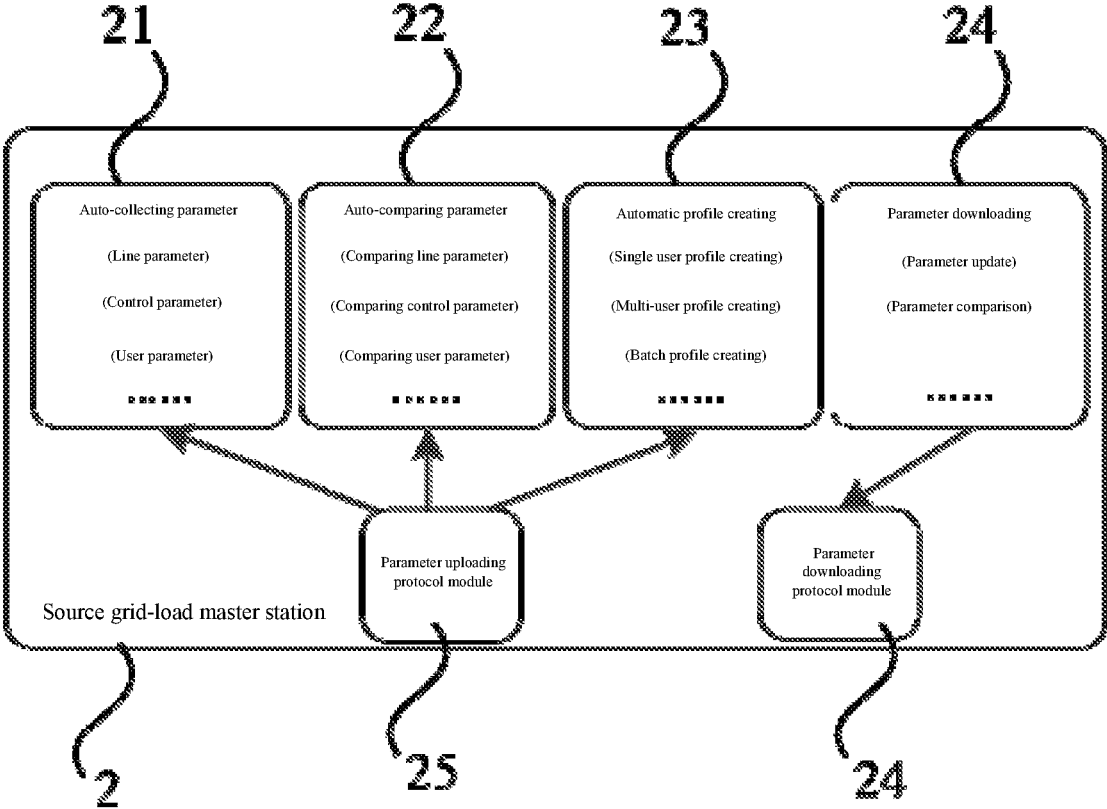 21
22
23
24
Auto-collecting parameter
(Line parameter)
(Control parameter)
(User parameter)
Auto-comparing parameter
(Comparing line parameter)
(Comparing control parameter)
(Comparing user parameter)
Automatic profile creating
(Single user profile creating)
(Multi-user profile creating)
(Batch profile creating)
Parameter downloading
(Parameter update)
(Parameter comparison)
Parameter uploading
protocol module
Parameter
downloading
protocol module
Source grid-load master station
2
25
24